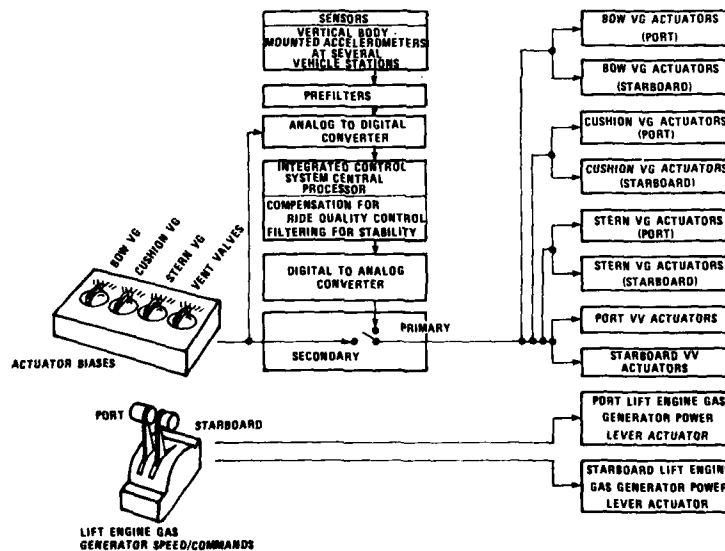 SENSORS
VERTICAL BODY
MOUNTED ACCELEROMETERS
AT SEVERAL
VEHICLE STATIONS
PREFILTERS
ANALOG TO DIGITAL
CONVERTER
INTEGRATED CONTROL
SYSTEM CENTRAL
PROCESSOR
COMPENSATION FOR
RIDE QUALITY CONTROL
FILTERING FOR STABILITY
DIGITAL TO ANALOG
CONVERTER
PRIMARY
SECONDARY
BOW VG
CUSHION VG
STERN VG
VENT VALVES
ACTUATOR BIASES
PORT
STARBOARD
LIFT ENGINE GAS
GENERATOR SPEED/COMMANDS
BOW VG ACTUATORS
(PORT)
BOW VG ACTUATORS
(STARBOARD)
CUSHION VG ACTUATORS
(PORT)
CUSHION VG ACTUATORS
(STARBOARD)
STERN VG ACTUATORS
(PORT)
STERN VG ACTUATORS
(STARBOARD)
PORT VV ACTUATORS
STARBOARD VV
ACTUATORS
PORT LIFT ENGINE GAS
GENERATOR POWER
LEVER ACTUATOR
STARBOARD LIFT ENGINE
GAS GENERATOR POWER
LEVER ACTUATOR